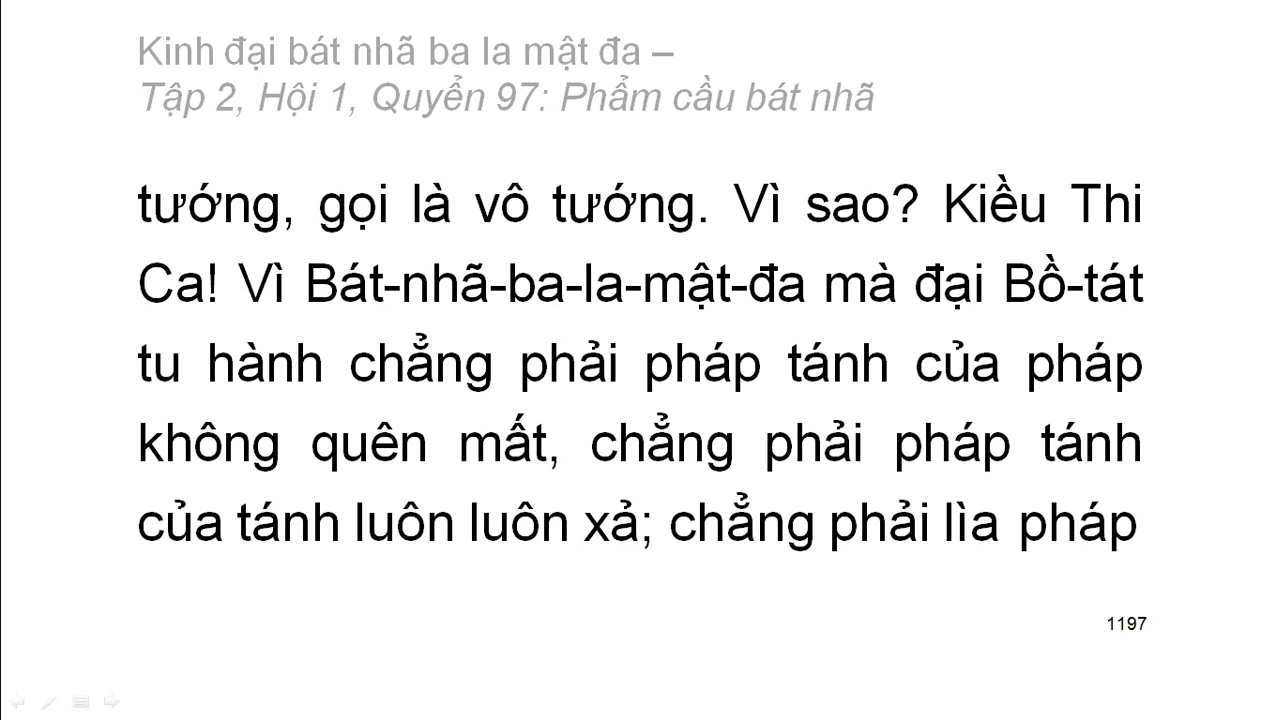 Kinh đại bát nhã ba la mật đa –
Tập 2, Hội 1, Quyển 97: Phẩm cầu bát nhã
tướng, gọi là vô tướng. Vì sao? Kiều Thi
Ca! Vì Bát-nhã-ba-la-mật-đa mà đại Bồ-tát
tu hành chẳng phải pháp tánh của pháp
không quên mất, chẳng phải pháp tánh
của tánh luôn luôn xả; chẳng phải lìa pháp
1197